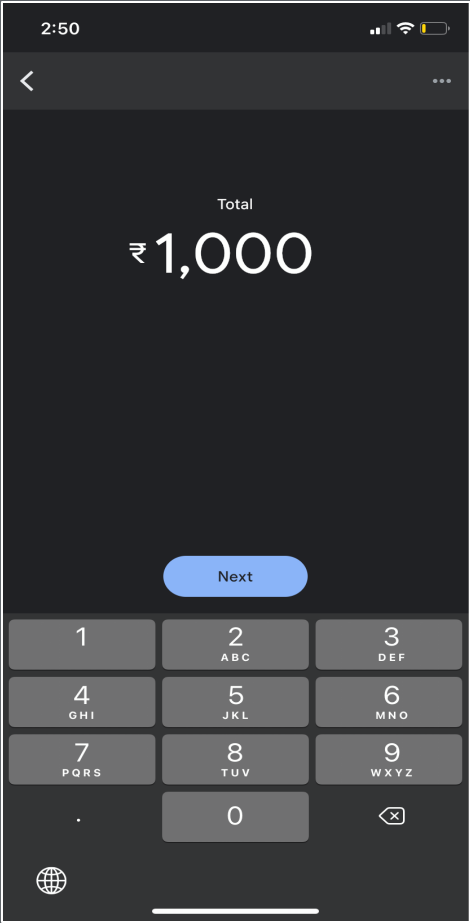 2:50
Total
₹1,000
Next
1
2
ABC
3
DEF
4
GHI
5
JKL
6
MNO
7
PQRS
8
TUV
9
WXYZ
.
0